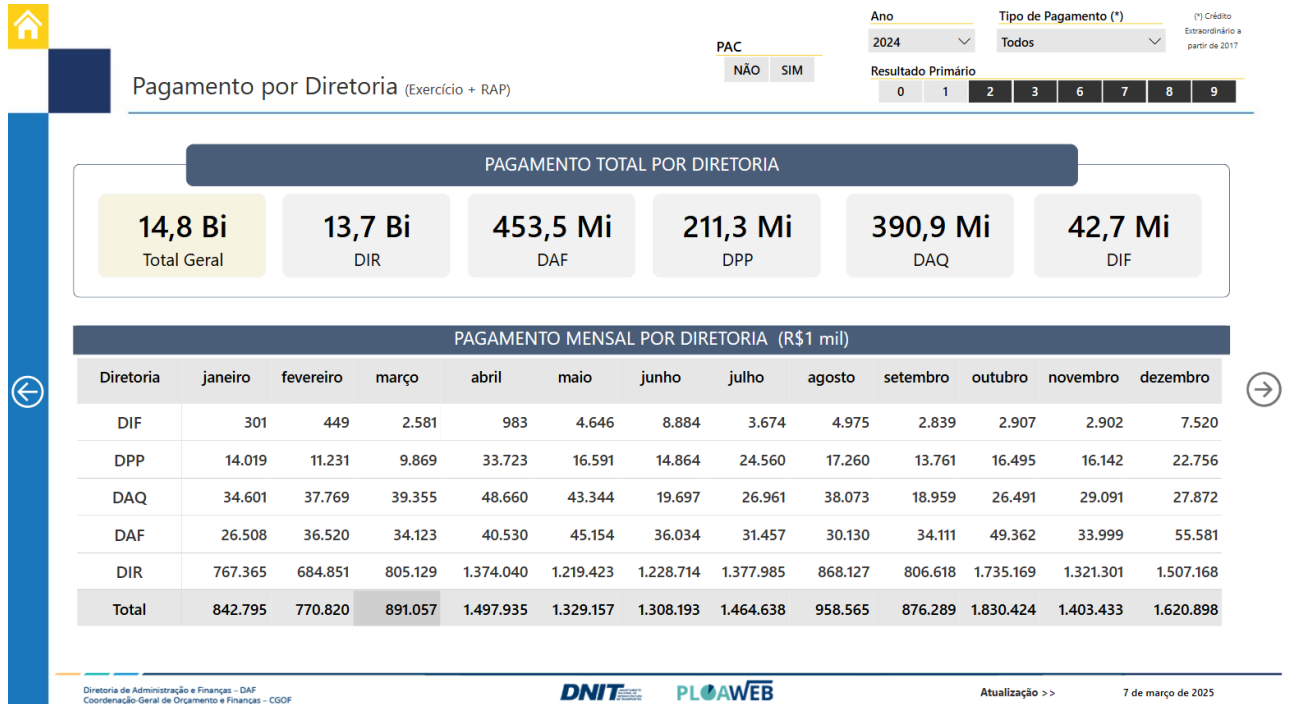 Ano
Tipo de Pagamento (*)
(*) Crédito
Extraordinário a
partir de 2017
2024
Todos
PAC
NÃO SIM
Resultado Primário
0 1 2 3 6 7 8 9
Pagamento por Diretoria (Exercício + RAP)
PAGAMENTO TOTAL POR DIRETORIA
14,8 Bi 13,7 Bi 453,5 Mi 211,3 Mi 390,9 Mi 42,7 Mi
Total Geral DIR DAF DPP DAQ DIF
PAGAMENTO MENSAL POR DIRETORIA (R$1 mil)
Diretoria janeiro fevereiro março abril maio junho julho agosto setembro outubro novembro dezembro
DIF 301 449 2.581 983 4.646 8.884 3.674 4.975 2.839 2.907 2.902 7.520
DPP 14.019 11.231 9.869 33.723 16.591 14.864 24.560 17.260 13.761 16.495 16.142 22.756
DAQ 34.601 37.769 39.355 48.660 43.344 19.697 26.961 38.073 18.959 26.491 29.091 27.872
DAF 26.508 36.520 34.123 40.530 45.154 36.034 31.457 30.130 34.111 49.362 33.999 55.581
DIR 767.365 684.851 805.129 1.374.040 1.219.423 1.228.714 1.377.985 868.127 806.618 1.735.169 1.321.301 1.507.168
Total 842.795 770.820 891.057 1.497.935 1.329.157 1.308.193 1.464.638 958.565 876.289 1.830.424 1.403.433 1.620.898
Diretoria de Administração e Finanças – DAF
Coordenação-Geral de Orçamento e Finanças – CGOF
DNIT
PLOAWEB
Atualização >> 7 de março de 2025